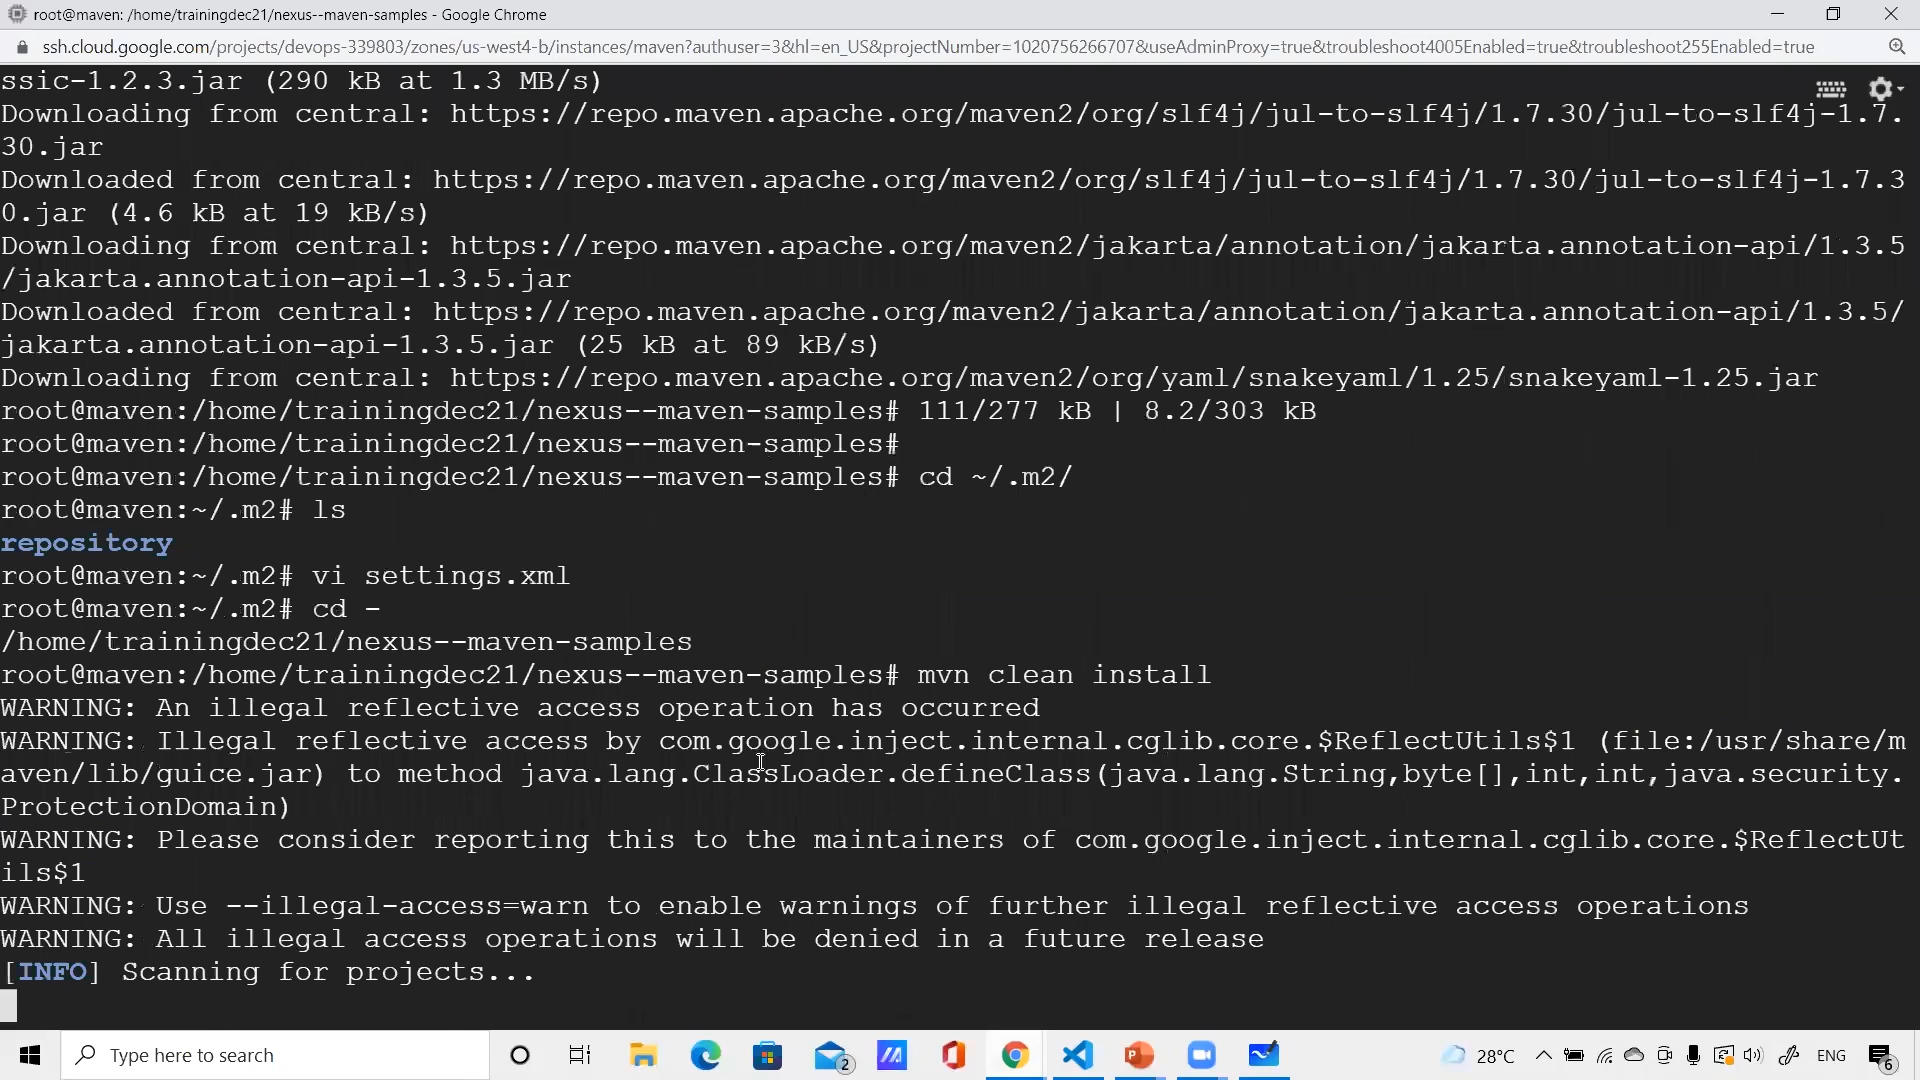 root@maven: /home/trainingdec21/nexus--maven-samples - Google Chrome
ssh.cloud.google.com/projects/devops-339803/zones/us-west4-b/instances/maven?authuser=3&hl=en_US&projectNumber=1020756266707&useAdminProxy=true&troubleshoot4005Enabled=true&troubleshoot255Enabled=true
ssic-1.2.3.jar (290 kB at 1.3 MB/s)
Downloading from central: https://repo.maven.apache.org/maven2/org/slf4j/jul-to-slf4j/1.7.30/jul-to-slf4j-1.7.
30.jar
Downloaded from central: https://repo.maven.apache.org/maven2/org/slf4j/jul-to-slf4j/1.7.30/jul-to-slf4j-1.7.3
0.jar (4.6 kB at 19 kB/s)
Downloading from central: https://repo.maven.apache.org/maven2/jakarta/annotation/jakarta.annotation-api/1.3.5
/jakarta.annotation-api-1.3.5.jar
Downloaded from central: https://repo.maven.apache.org/maven2/jakarta/annotation/jakarta.annotation-api/1.3.5/
jakarta.annotation-api-1.3.5.jar (25 kB at 89 kB/s)
Downloading from central: https://repo.maven.apache.org/maven2/org/yaml/snakeyaml/1.25/snakeyaml-1.25.jar
root@maven:/home/trainingdec21/nexus--maven-samples# 111/277 kB | 8.2/303 kB
root@maven:/home/trainingdec21/nexus--maven-samples#
root@maven:/home/trainingdec21/nexus--maven-samples# cd ~/.m2/
root@maven:~/.m2# ls
repository
root@maven:~/.m2# vi settings.xml
root@maven:~/.m2# cd -
/home/trainingdec21/nexus--maven-samples
root@maven:/home/trainingdec21/nexus--maven-samples# mvn clean install
WARNING: An illegal reflective access operation has occurred
WARNING: Illegal reflective access by com.google.inject.internal.cglib.core.$ReflectUtils$1 (file:/usr/share/m
aven/lib/guice.jar) to method java.lang.ClassLoader.defineClass(java.lang.String,byte[],int,int,java.security.
ProtectionDomain)
WARNING: Please consider reporting this to the maintainers of com.google.inject.internal.cglib.core.$ReflectUt
ils$1
WARNING: Use --illegal-access=warn to enable warnings of further illegal reflective access operations
WARNING: All illegal access operations will be denied in a future release
[INFO] Scanning for projects...
Type here to search
2
28°C
ENG
6